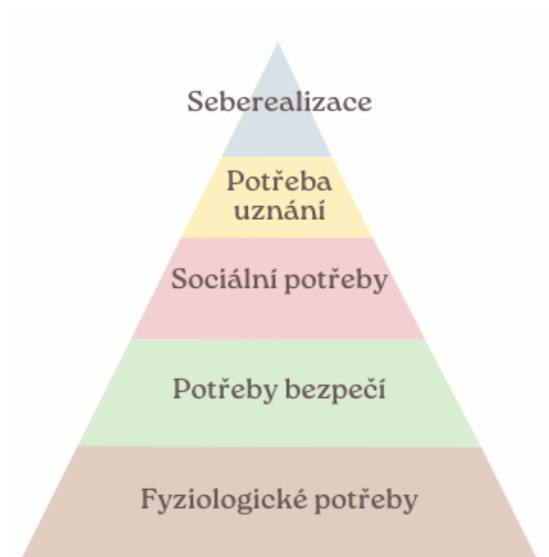 Seberealizace
Potřeba
uznání
Sociální potřeby
Potřeby bezpečí
Fyziologické potřeby